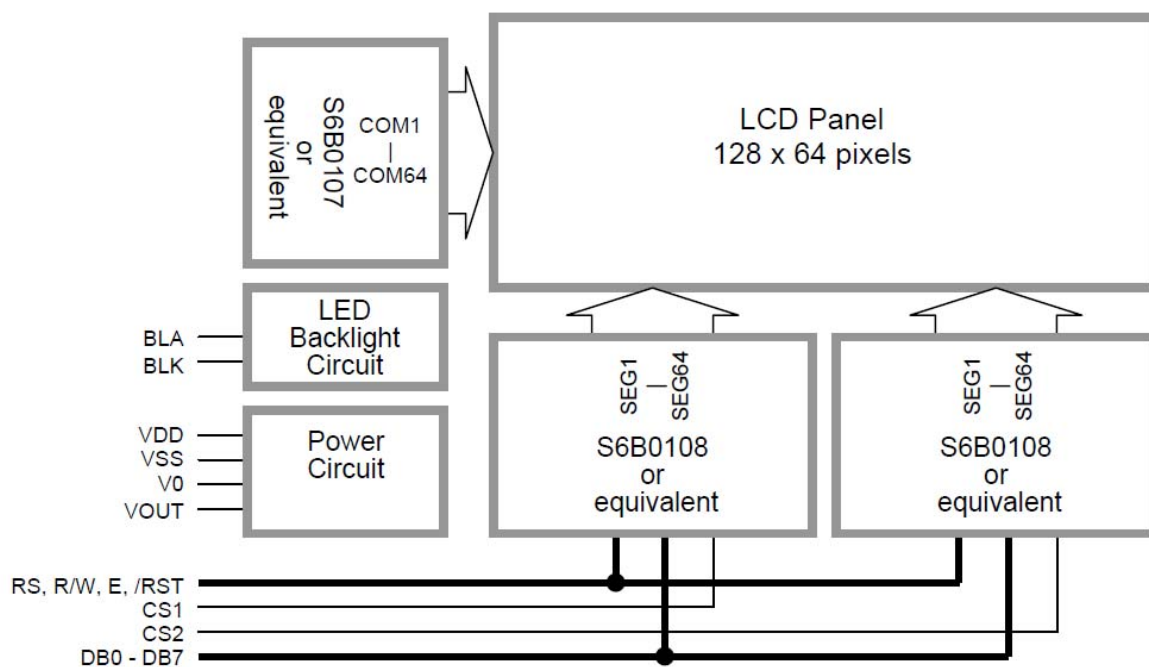 S6B0107
or
equivalent
COM1
|
COM64
LCD Panel
128 x 64 pixels
LED
Backlight
Circuit
BLA
BLK
Power
Circuit
VDD
VSS
V0
VOUT
SEG1
|
SEG64
S6B0108
or
equivalent
SEG1
|
SEG64
S6B0108
or
equivalent
RS, R/W, E, /RST
CS1
CS2
DB0 - DB7